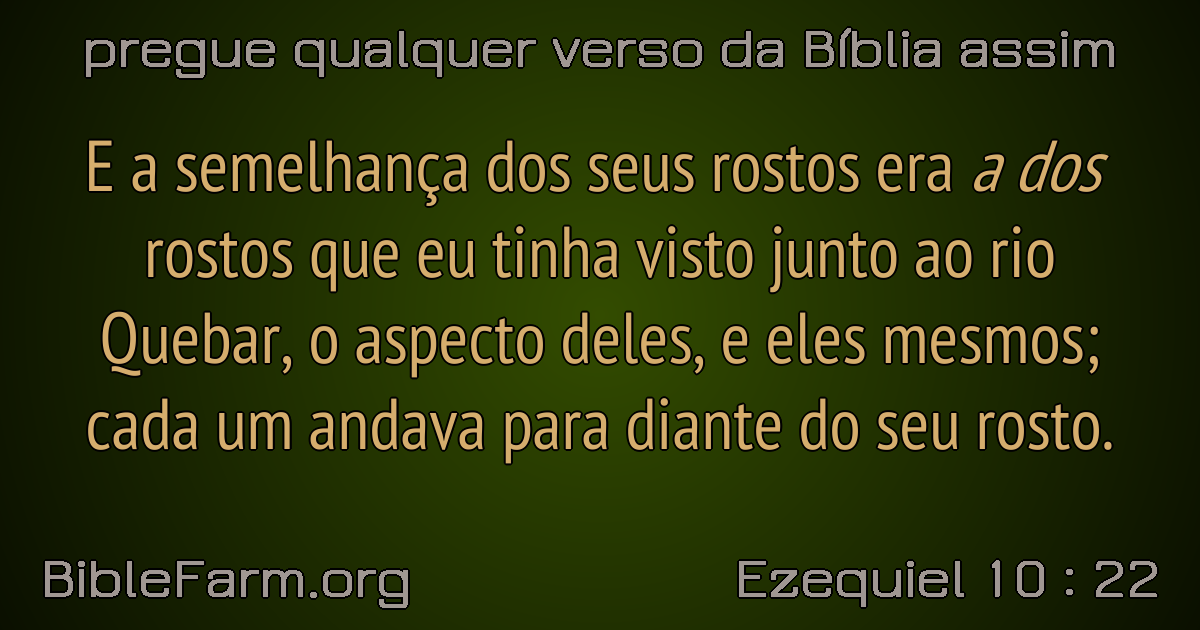 pregue qualquer verso da Bíblia assim
E a semelhança dos seus rostos era a dos
rostos que eu tinha visto junto ao rio
Quebar, o aspecto deles, e eles mesmos;
cada um andava para diante do seu rosto.
BibleFarm.org
Ezequiel 10 : 22